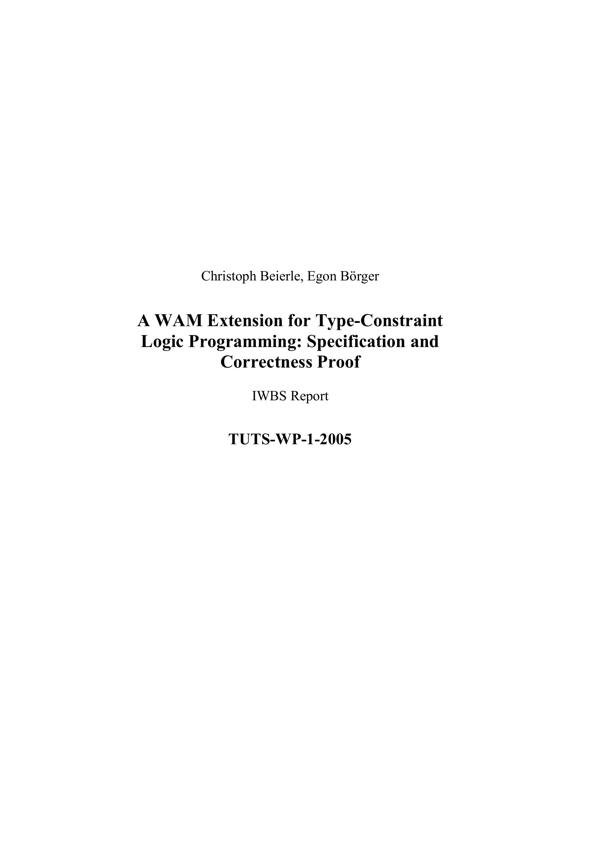 Christoph Beierle, Egon Börger
A WAM Extension for Type-Constraint
Logic Programming: Specification and
Correctness Proof
IWBS Report
TUTS-WP-1-2005